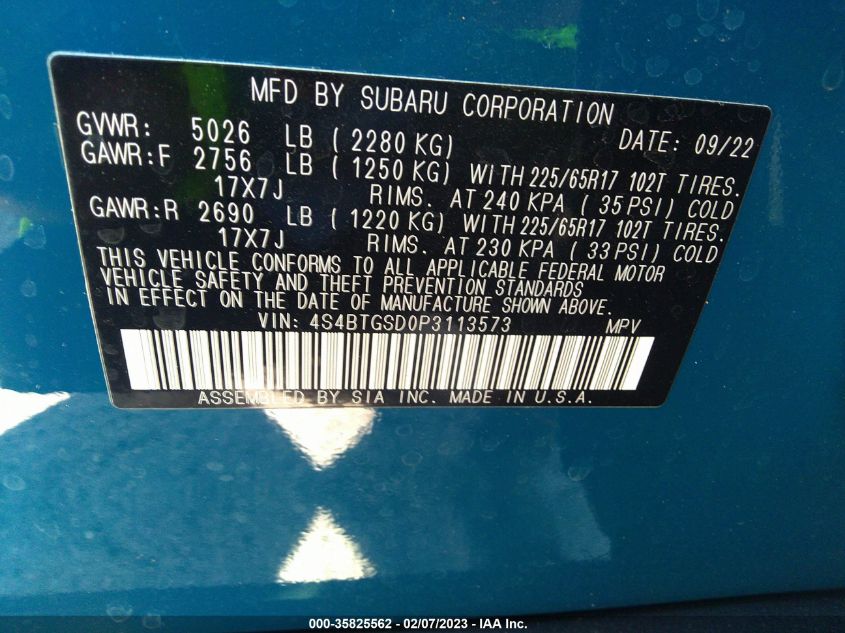 MFD BY SUBARU CORPORATION
GVWR: 5026 LB ( 2280 KG) DATE: 09/22
GAWR:F 2756 LB ( 1250 KG) WITH 225/65R17 102T TIRES.
17X7J RIMS. AT 240 KPA ( 35 PSI) COLD
GAWR:R 2690 LB ( 1220 KG) WITH 225/65R17 102T TIRES.
17X7J RIMS. AT 230 KPA ( 33 PSI) COLD
THIS VEHICLE CONFORMS TO ALL APPLICABLE FEDERAL MOTOR
VEHICLE SAFETY AND THEFT PREVENTION STANDARDS
IN EFFECT ON THE DATE OF MANUFACTURE SHOWN ABOVE.
VIN: 4S4BTGSD0P3113573 MPV
ASSEMBLED BY SIA INC. MADE IN U.S.A.
000-35825562 - 02/07/2023 - IAA Inc.